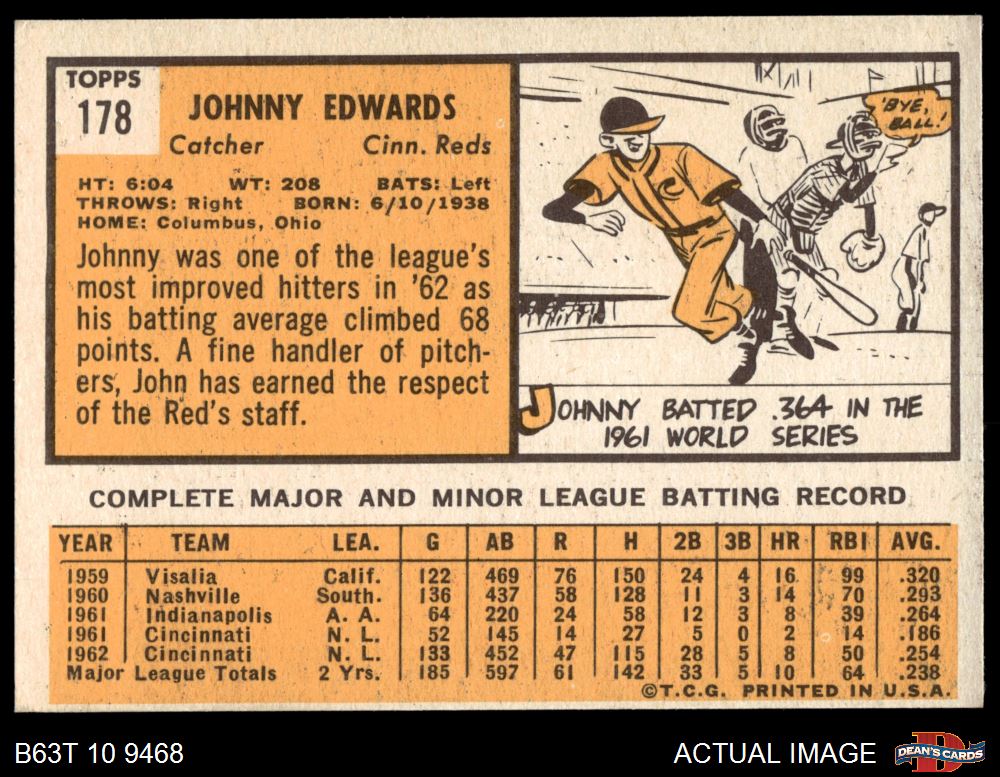 TOPPS
178
JOHNNY EDWARDS
Catcher Cinn. Reds
HT: 6:04 WT: 208 BATS: Left
THROWS: Right BORN: 6/10/1938
HOME: Columbus, Ohio
Johnny was one of the league's
most improved hitters in '62 as
his batting average climbed 68
points. A fine handler of pitch-
ers, John has earned the respect
of the Red's staff.
'BYE,
BALL!
C
JOHNNY BATTED .364 IN THE
1961 WORLD SERIES
COMPLETE MAJOR AND MINOR LEAGUE BATTING RECORD
YEAR TEAM LEA. G AB R H 2B 3B HR RBI AVG.
1959 Visalia Calif. 122 469 76 150 24 4 16 99 .320
1960 Nashville South. 136 437 58 128 11 3 14 70 .293
1961 Indianapolis A. A. 64 220 24 58 12 3 8 39 .264
1961 Cincinnati N. L. 52 145 14 27 5 0 2 14 .186
1962 Cincinnati N. L. 133 452 47 115 28 5 8 50 .254
Major League Totals 2 Yrs. 185 597 61 142 33 5 10 64 .238
©T.C.G. PRINTED IN U.S.A.
B63T 10 9468 ACTUAL IMAGE D DEAN'S CARDS